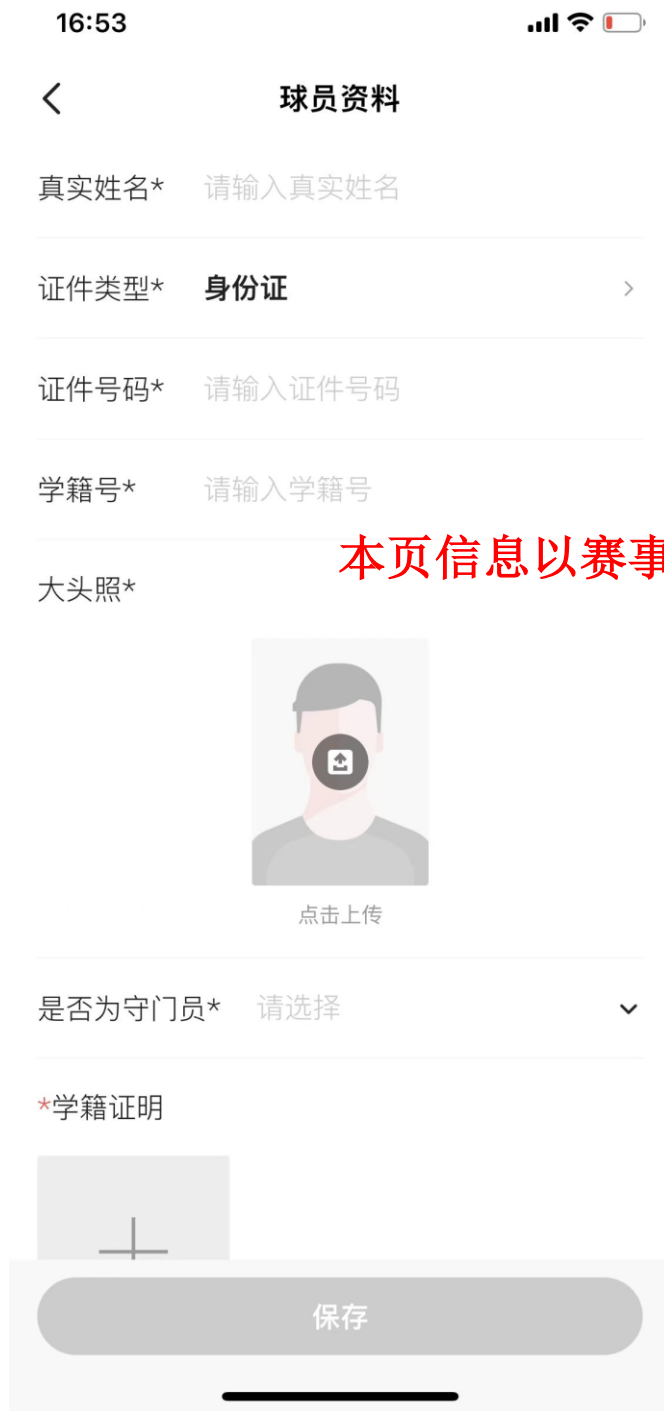 16:53
球员资料
真实姓名* 请输入真实姓名
证件类型* 身份证
证件号码* 请输入证件号码
学籍号* 请输入学籍号
本页信息以赛事
大头照*
点击上传
是否为守门员* 请选择
*学籍证明
保存